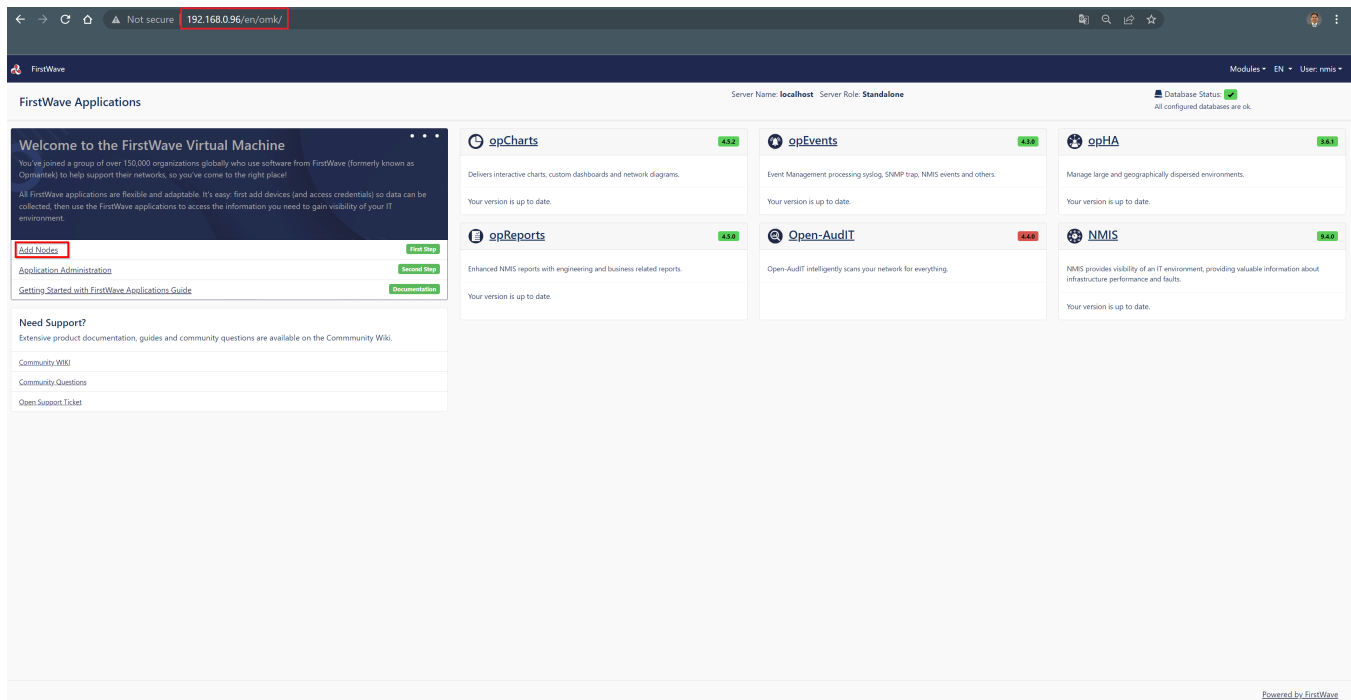 Not secure
192.168.0.96/en/omk/
FirstWave
Modules
EN
User: nmis
FirstWave Applications
Server Name: localhost Server Role: Standalone
Database Status:
All configured databases are ok.
Welcome to the FirstWave Virtual Machine
You've joined a group of over 150,000 organizations globally who use software from FirstWave (formerly known as
Opmantek) to help support their networks, so you've come to the right place!
All FirstWave applications are flexible and adaptable. It's easy: first add devices (and access credentials) so data can be
collected, then use the FirstWave applications to access the information you need to gain visibility of your IT
environment.
Add Nodes
First Step
Application Administration
Second Step
Getting Started with FirstWave Applications Guide
Documentation
Need Support?
Extensive product documentation, guides and community questions are available on the Commmunity Wiki.
Community WIKI
Community Questions
Open Support Ticket
opCharts
4.5.2
Delivers interactive charts, custom dashboards and network diagrams.
Your version is up to date.
opEvents
4.3.0
Event Management processing syslog, SNMP trap, NMIS events and others.
Your version is up to date.
opHA
3.6.1
Manage large and geographically dispersed environments.
Your version is up to date.
opReports
4.5.0
Enhanced NMIS reports with engineering and business related reports.
Your version is up to date.
Open-AudIT
4.4.0
Open-AudIT intelligently scans your network for everything.
NMIS
9.4.0
NMIS provides visibility of an IT environment, providing valuable information about
infrastructure performance and faults.
Your version is up to date.
Powered by FirstWave